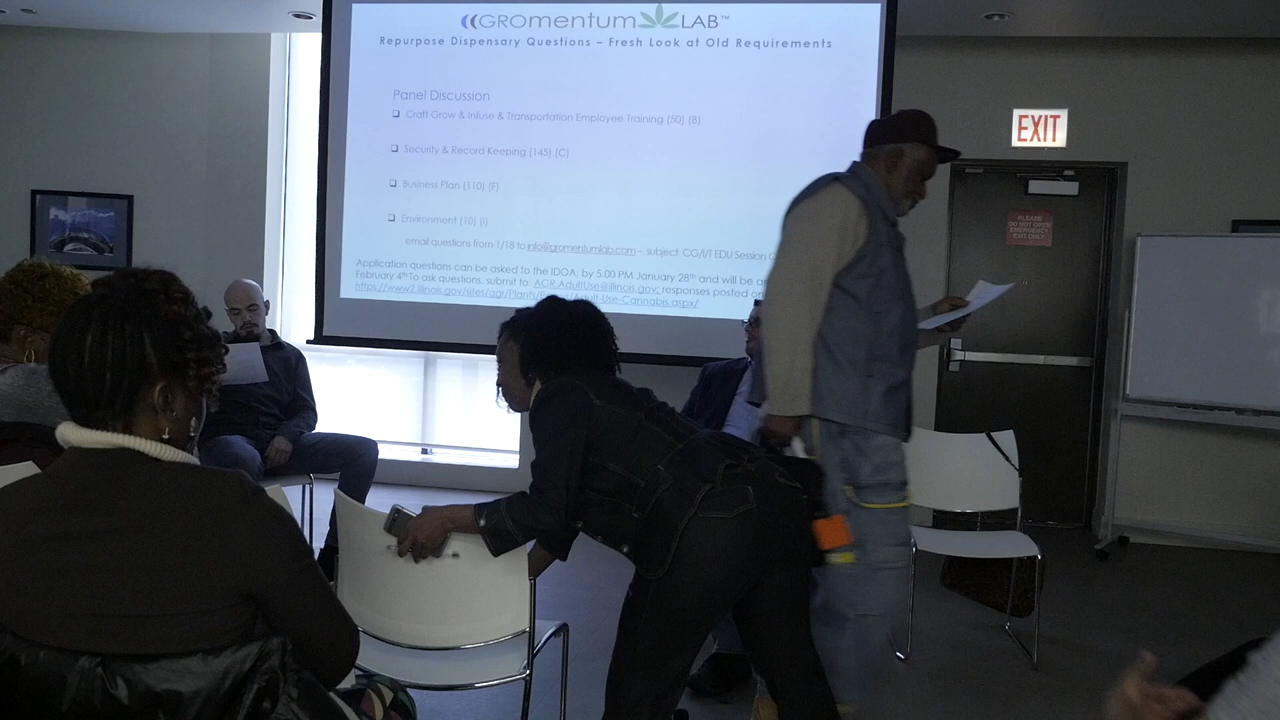 GROmentum LAB™
Repurpose Dispensary Questions – Fresh Look at Old Requirements
Panel Discussion
Craft Grow & Infuse & Transportation Employee Training (50) (B)
Security & Record Keeping (145) (C)
Business Plan (110) (F)
Environment (10) (I)
email questions from 1/18 to info@gromentumlab.com – subject: CG/I/T EDU Session
Application questions can be asked to the IDOA: by 5:00 PM January 28th and will be
February 4th To ask questions, submit to: AGR.AdultUse@illinois.gov; responses posted
https://www2.illinois.gov/sites/agr/Plants/ Adult-Use-Cannabis.aspx/
EXIT
PLEASE
DO NOT OPEN
EMERGENCY
EXIT ONLY